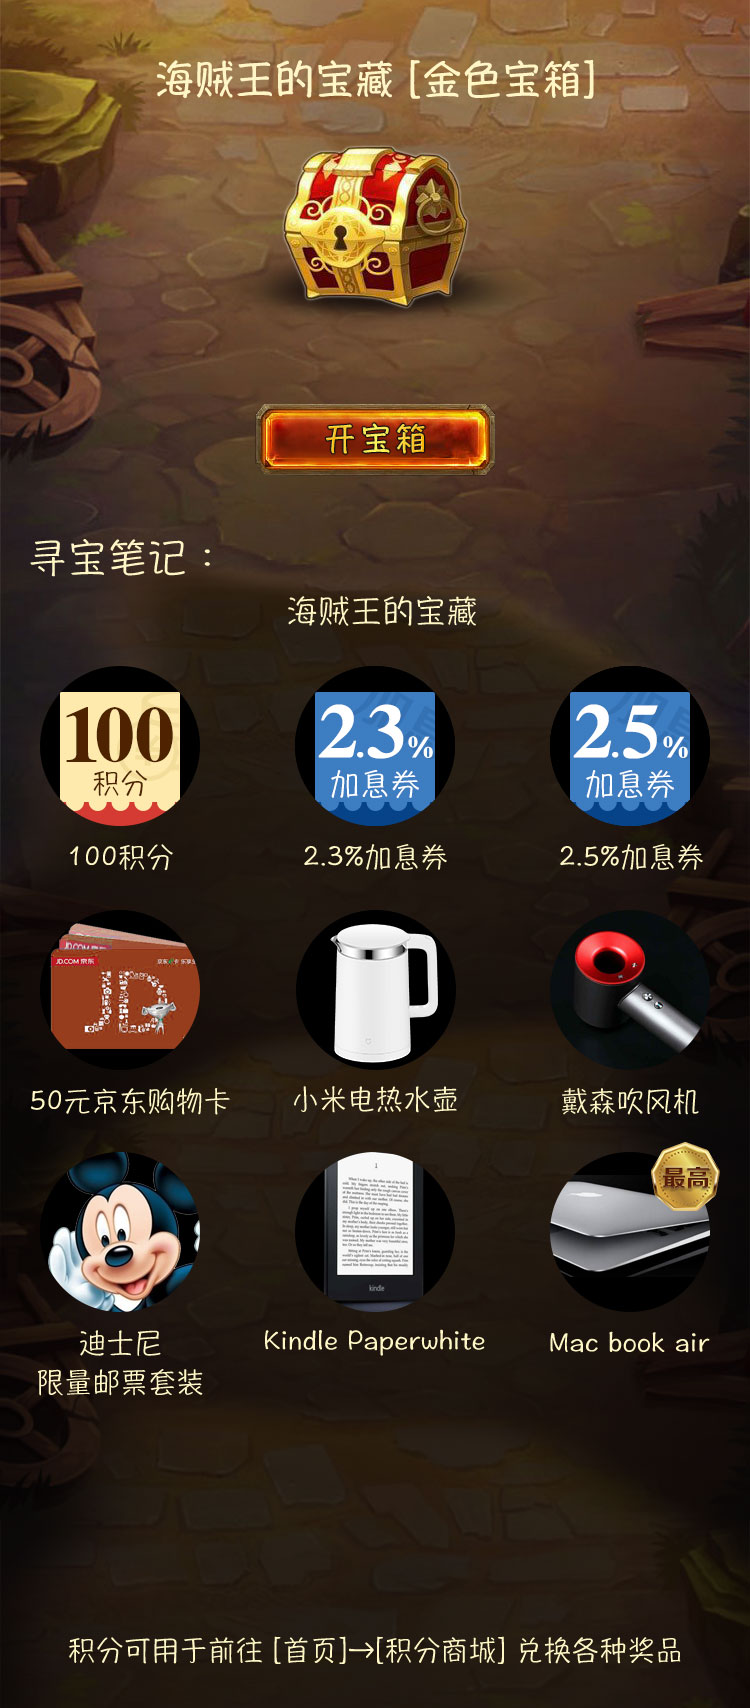 海贼王的宝藏 [金色宝箱]
开宝箱
寻宝笔记：
海贼王的宝藏
100
积分
2.3%
加息券
2.5%
加息券
100积分
2.3%加息券
2.5%加息券
JD.COM 京东
JD
50元京东购物卡
小米电热水壶
戴森吹风机
kindle
最高
迪士尼
限量邮票套装
Kindle Paperwhite
Mac book air
积分可用于前往 [首页]→[积分商城] 兑换各种奖品